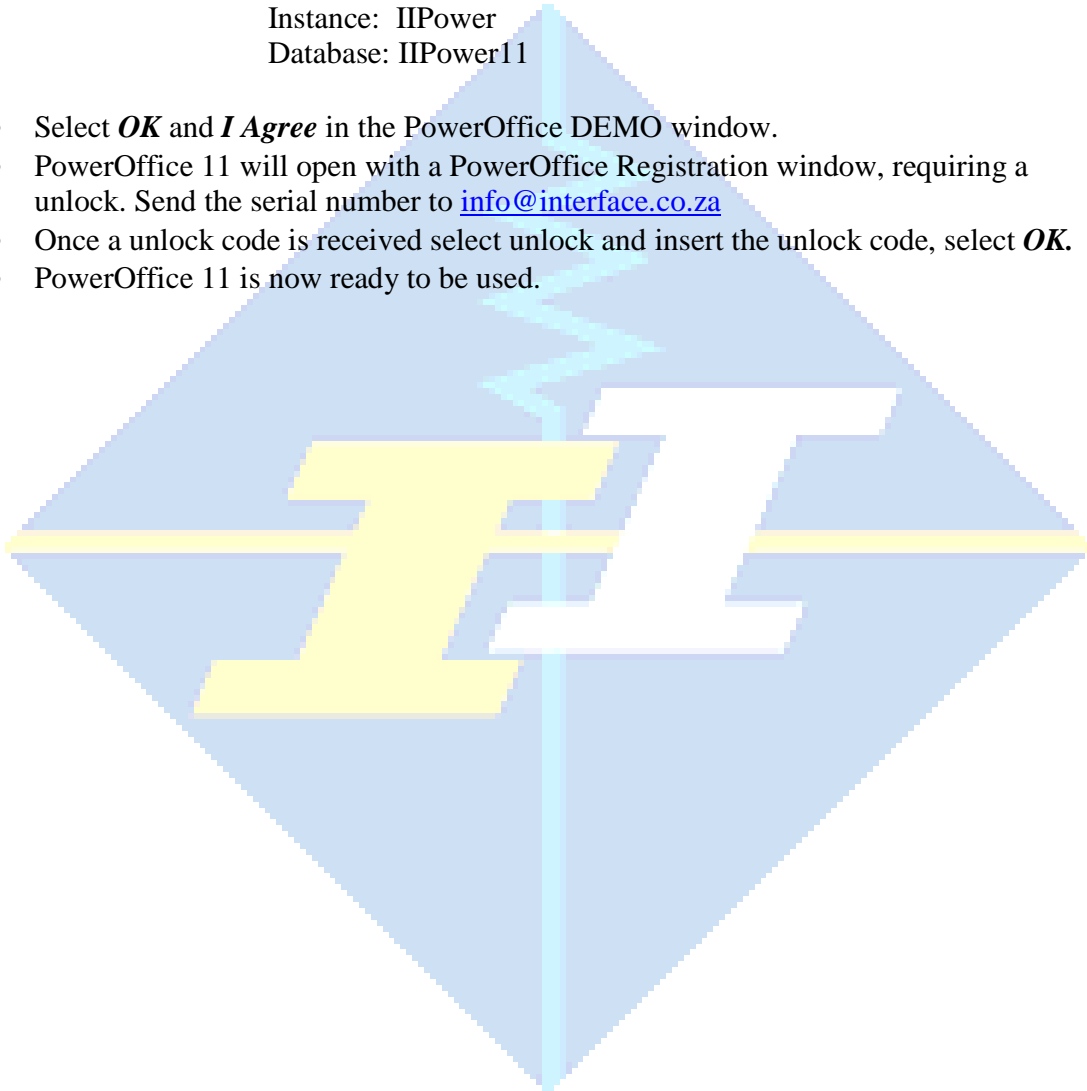 Instance:  IIPower
Database: IIPower11
Select OK and I Agree in the PowerOffice DEMO window.
PowerOffice 11 will open with a PowerOffice Registration window, requiring a
unlock. Send the serial number to info@interface.co.za
Once a unlock code is received select unlock and insert the unlock code, select OK.
PowerOffice 11 is now ready to be used.
II